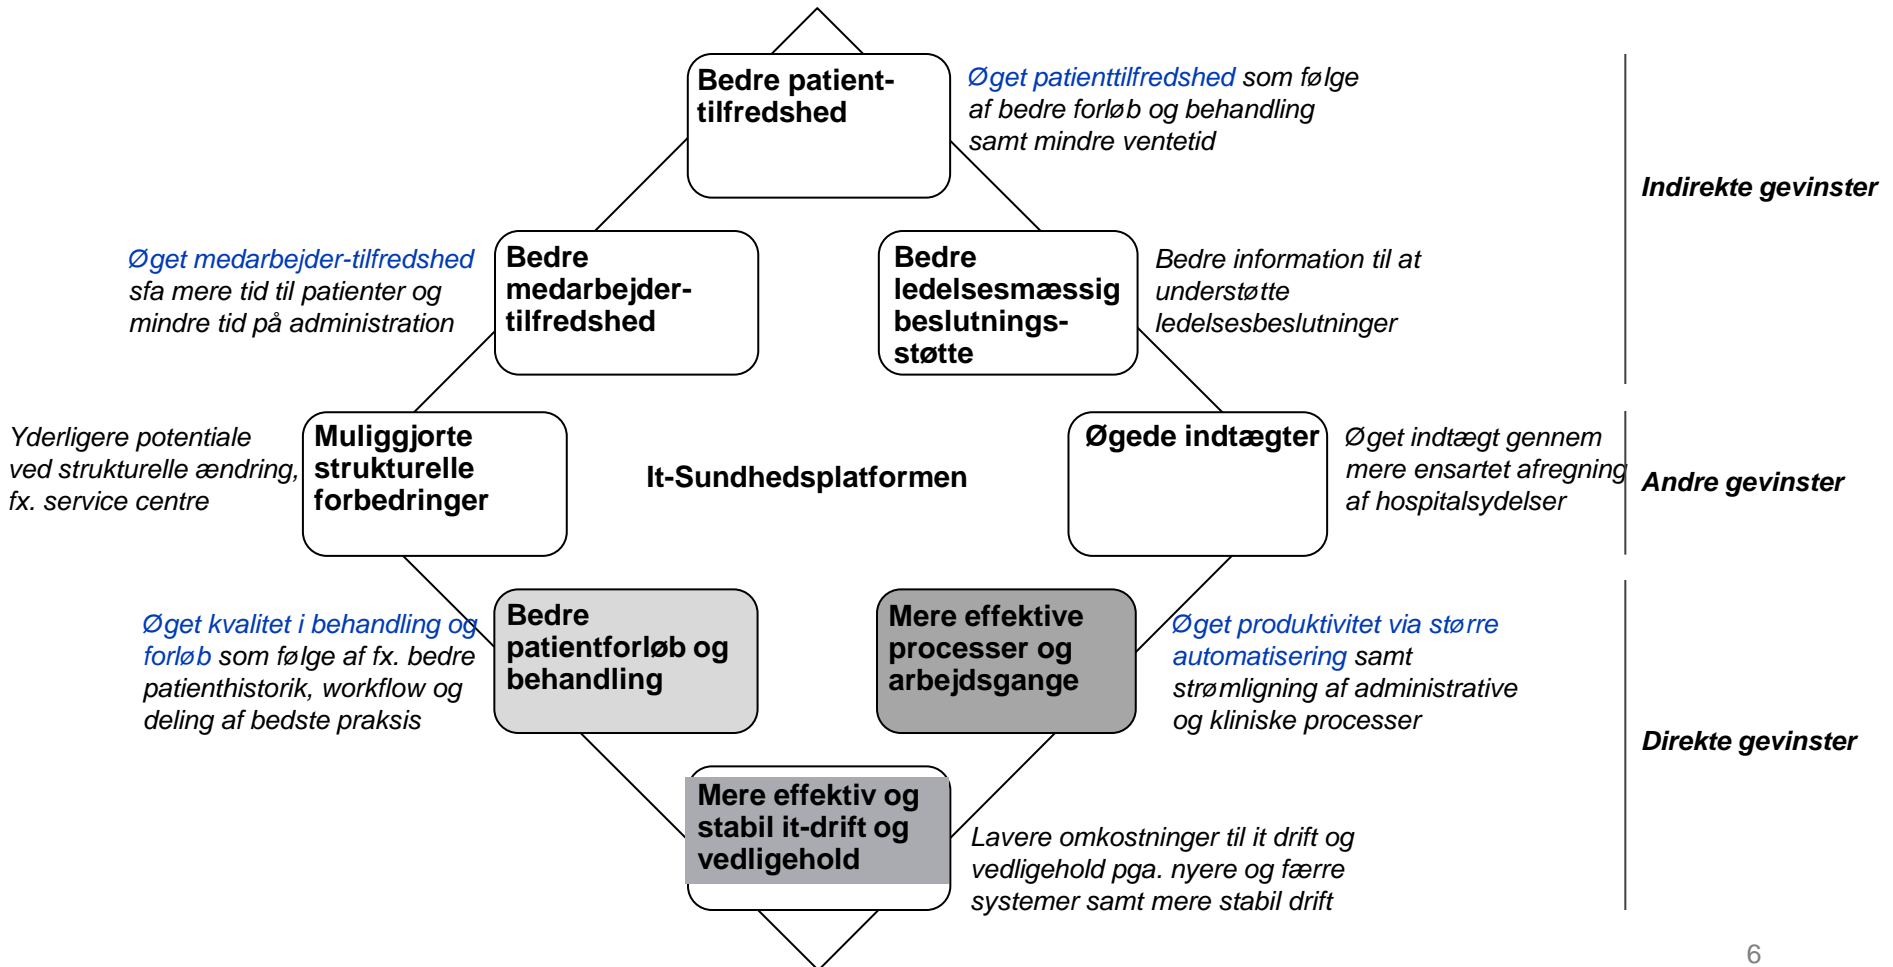 Bedre patient-
tilfredshed
Øget patienttilfredshed som følge
af bedre forløb og behandling
samt mindre ventetid
Indirekte gevinster
Øget medarbejder-tilfredshed
sfa mere tid til patienter og
mindre tid på administration
Bedre
medarbejder-
tilfredshed
Bedre
ledelsesmæssig
beslutnings-
støtte
Bedre information til at
understøtte
ledelsesbeslutninger
Yderligere potentiale
ved strukturelle ændring,
fx. service centre
Muliggjorte
strukturelle
forbedringer
It-Sundhedsplatformen
Øgede indtægter
Øget indtægt gennem
mere ensartet afregning
af hospitalsydelser
Andre gevinster
Øget kvalitet i behandling og
forløb som følge af fx. bedre
patienthistorik, workflow og
deling af bedste praksis
Bedre
patientforløb og
behandling
Mere effektive
processer og
arbejdsgange
Øget produktivitet via større
automatisering samt
strømligning af administrative
og kliniske processer
Direkte gevinster
Mere effektiv og
stabil it-drift og
vedligehold
Lavere omkostninger til it drift og
vedligehold pga. nyere og færre
systemer samt mere stabil drift
6